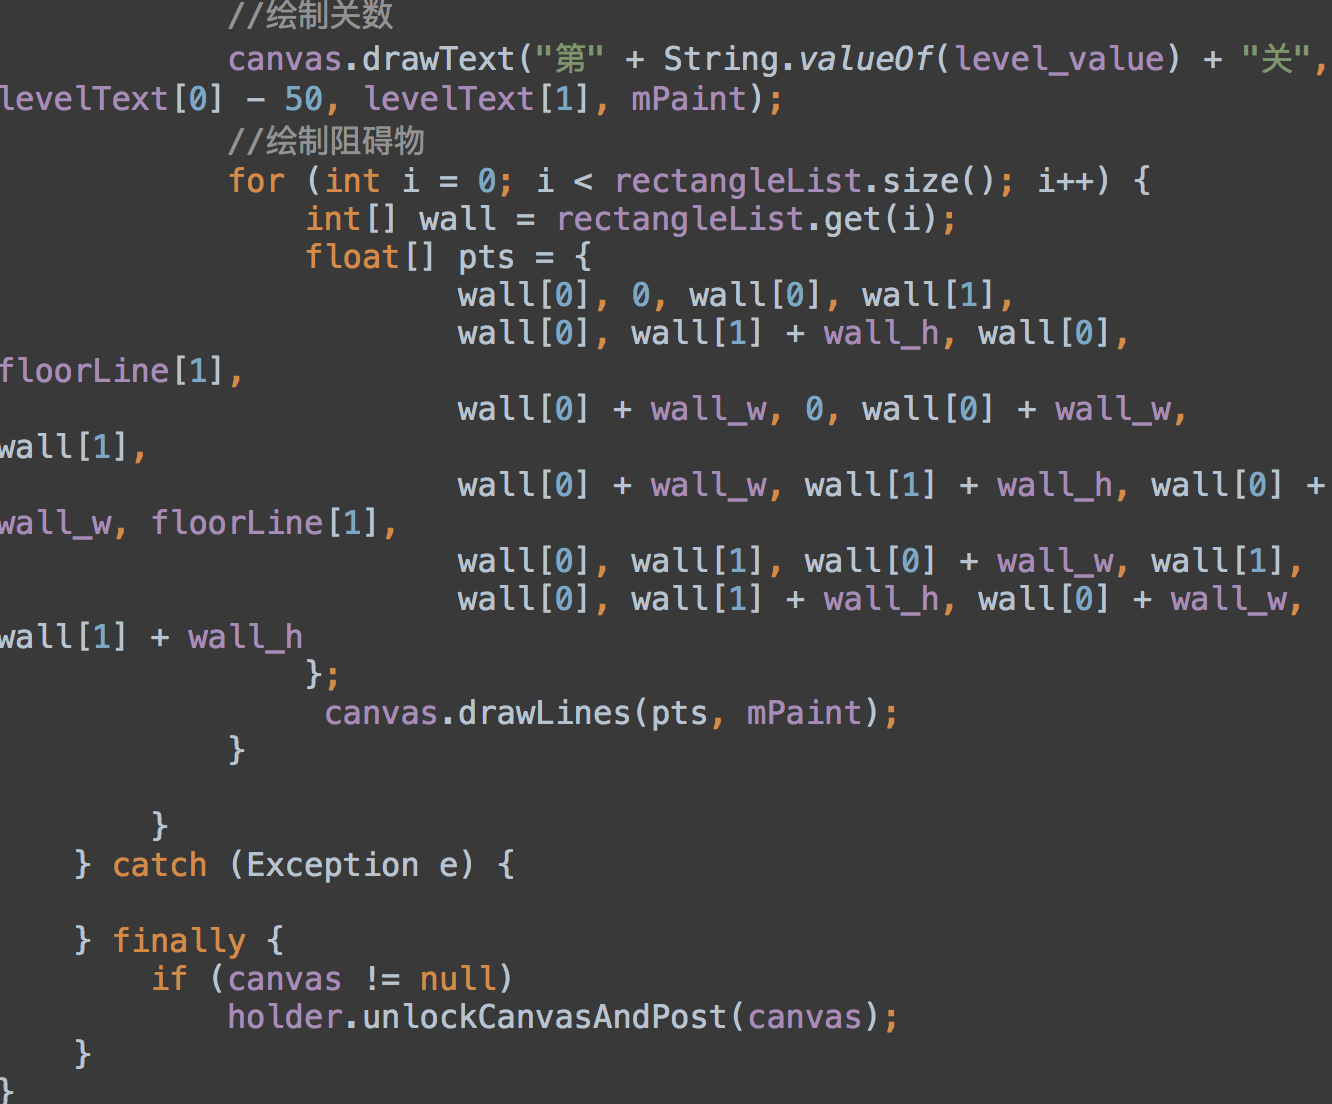 //绘制关数
canvas.drawText("第" + String.valueOf(level_value) + "关",
levelText[0] - 50, levelText[1], mPaint);
//绘制阻碍物
for (int i = 0; i < rectangleList.size(); i++) {
int[] wall = rectangleList.get(i);
float[] pts = {
wall[0], 0, wall[0], wall[1],
wall[0], wall[1] + wall_h, wall[0],
floorLine[1],
wall[0] + wall_w, 0, wall[0] + wall_w,
wall[1],
wall[0] + wall_w, wall[1] + wall_h, wall[0] +
wall_w, floorLine[1],
wall[0], wall[1], wall[0] + wall_w, wall[1],
wall[0], wall[1] + wall_h, wall[0] + wall_w,
wall[1] + wall_h
};
canvas.drawLines(pts, mPaint);
}
}
} catch (Exception e) {
} finally {
if (canvas != null)
holder.unlockCanvasAndPost(canvas);
}
}